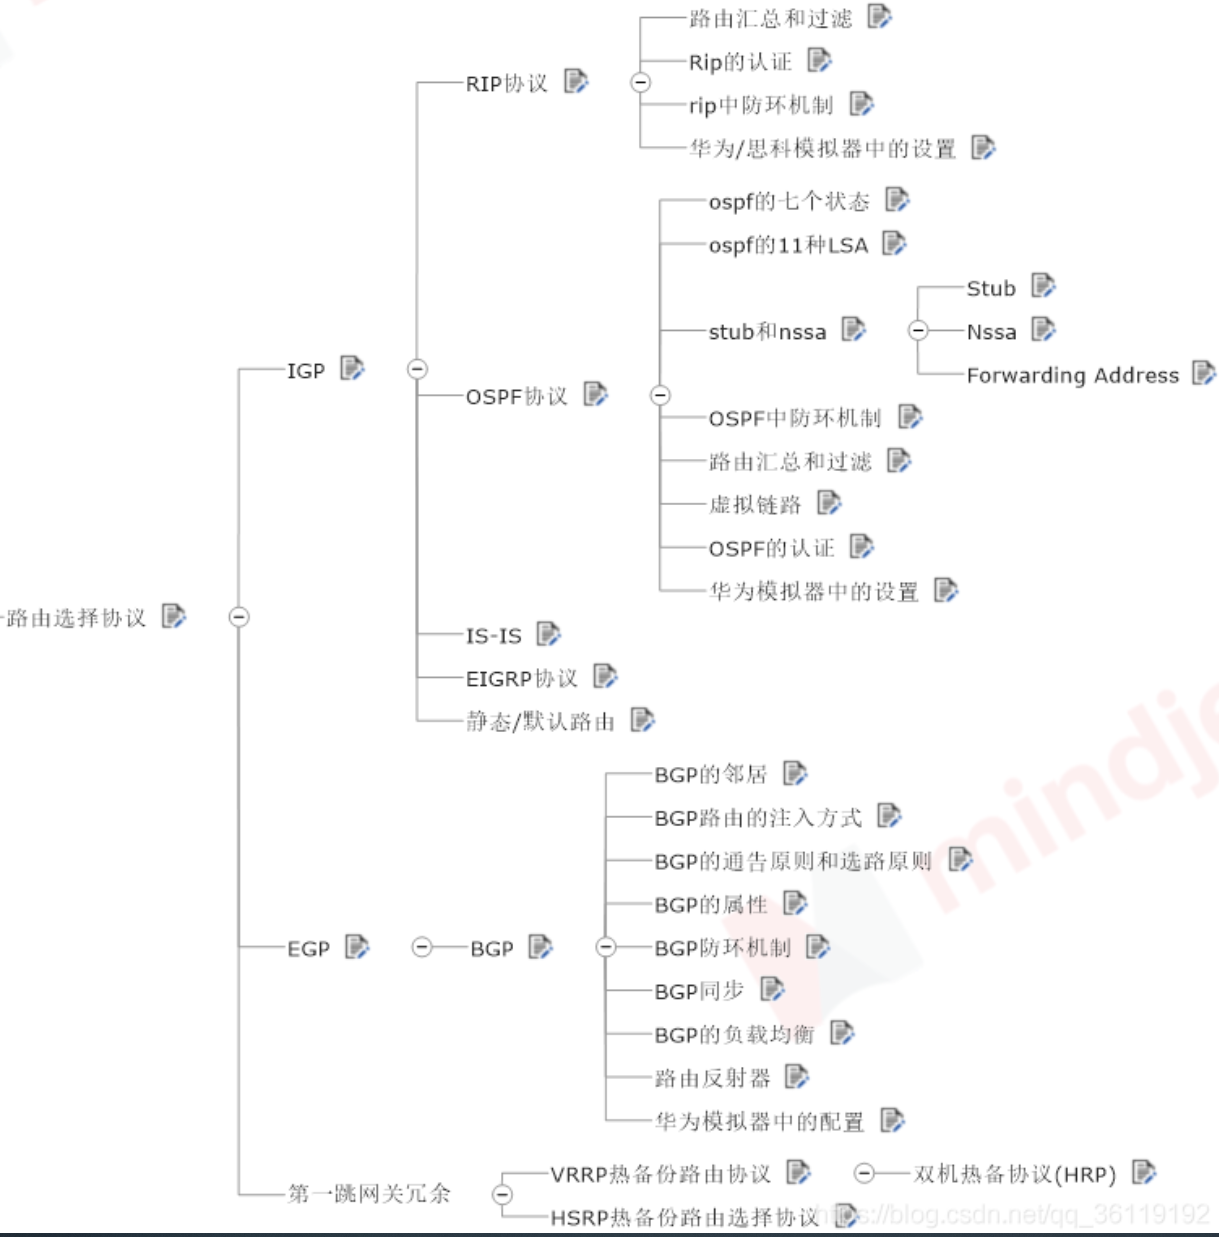 路由汇总和过滤
Rip的认证
RIP协议
rip中防环机制
华为/思科模拟器中的设置
ospf的七个状态
ospf的11种LSA
Stub
stub和nssa
Nssa
IGP
Forwarding Address
OSPF协议
OSPF中防环机制
路由汇总和过滤
虚拟链路
OSPF的认证
华为模拟器中的设置
路由选择协议
IS-IS
EIGRP协议
静态/默认路由
BGP的邻居
BGP路由的注入方式
BGP的通告原则和选路原则
BGP的属性
EGP
BGP
BGP防环机制
BGP同步
BGP的负载均衡
路由反射器
华为模拟器中的配置
VRRP热备份路由协议
双机热备协议(HRP)
第一跳网关冗余
HSRP热备份路由选择协议
s://blog.csdn.net/qq_36119192